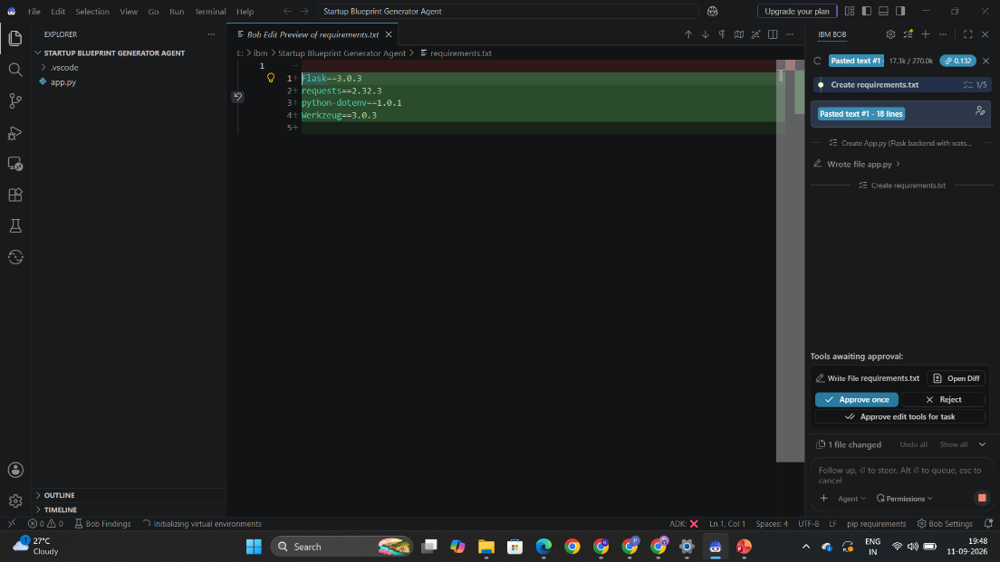 File Edit Selection View Go Run Terminal Help
Startup Blueprint Generator Agent
Upgrade your plan
EXPLORER
STARTUP BLUEPRINT GENERATOR AGENT
.vscode
app.py
OUTLINE
TIMELINE
Bob Edit Preview of requirements.txt
E: > ibm > Startup Blueprint Generator Agent > requirements.txt
1 —
1+ Flask==3.0.3
2+ requests==2.32.3
3+ python-dotenv==1.0.1
4+ Werkzeug==3.0.3
5+
IBM BOB
Pasted text #1 - 17.3k / 270.0k 0.132
Create requirements.txt 1/5
Pasted text #1 - 18 lines
Create App.py (Flask backend with wats...
Wrote file app.py >
Create requirements.txt
Tools awaiting approval:
Write File requirements.txt Open Diff
Approve once Reject
Approve edit tools for task
1 file changed Undo all Show all
Follow up, ⏎ to steer, Alt ⏎ to queue, esc to
cancel
Agent Permissions
0 0 Bob Findings Initializing virtual environments
ADK: ❌ Ln 1, Col 1 Spaces: 4 UTF-8 LF pip requirements Bob Settings
1
27°C
Cloudy
Search
ENG
IN
19:48
11-09-2026